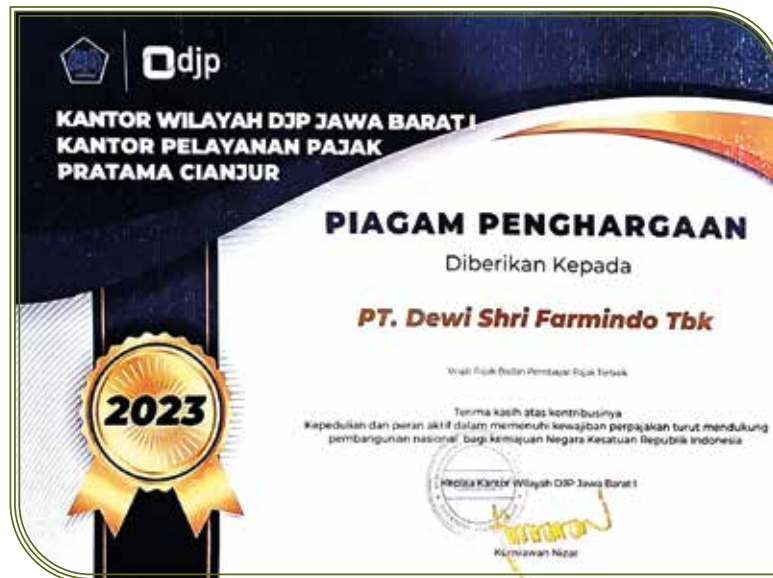 djp
KANTOR WILAYAH DJP JAWA BARAT I
KANTOR PELAYANAN PAJAK
PRATAMA CIANJUR
PIAGAM PENGHARGAAN
Diberikan Kepada
PT. Dewi Shri Farmindo Tbk
Wajib Pajak Badan Pembayar Pajak Terbaik
2023
Terima kasih atas kontribusinya
Kepedulian dan peran aktif dalam memenuhi kewajiban perpajakan turut mendukung
pembangunan nasional bagi kemajuan Negara Kesatuan Republik Indonesia
Kepala Kantor Wilayah DJP Jawa Barat I
Kurniawan Nizar